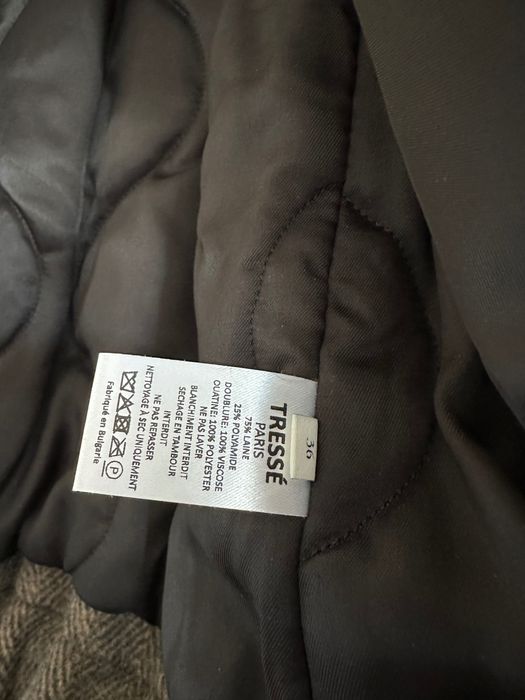 36
TRESSÉ
PARIS
75% LAINE
25% POLYAMIDE
DOUBLURE: 100% VISCOSE
OUATINE: 100% POLYESTER
NE PAS LAVER
BLANCHIMENT INTERDIT
SECHAGE EN TAMBOUR
INTERDIT
NE PAS REPASSER
NETTOYAGE À SEC UNIQUEMENT
P
Fabriqué en Bulgarie